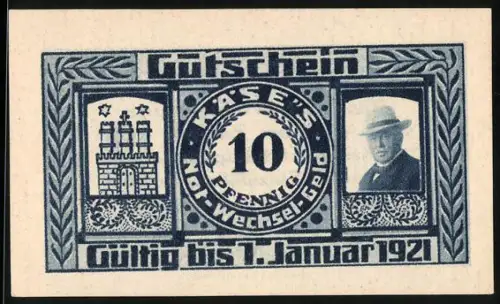 Gutschein
KÄSE'S
10
PFENNIG
Not-Wechsel-Geld
Gültig bis 1. Januar 1921